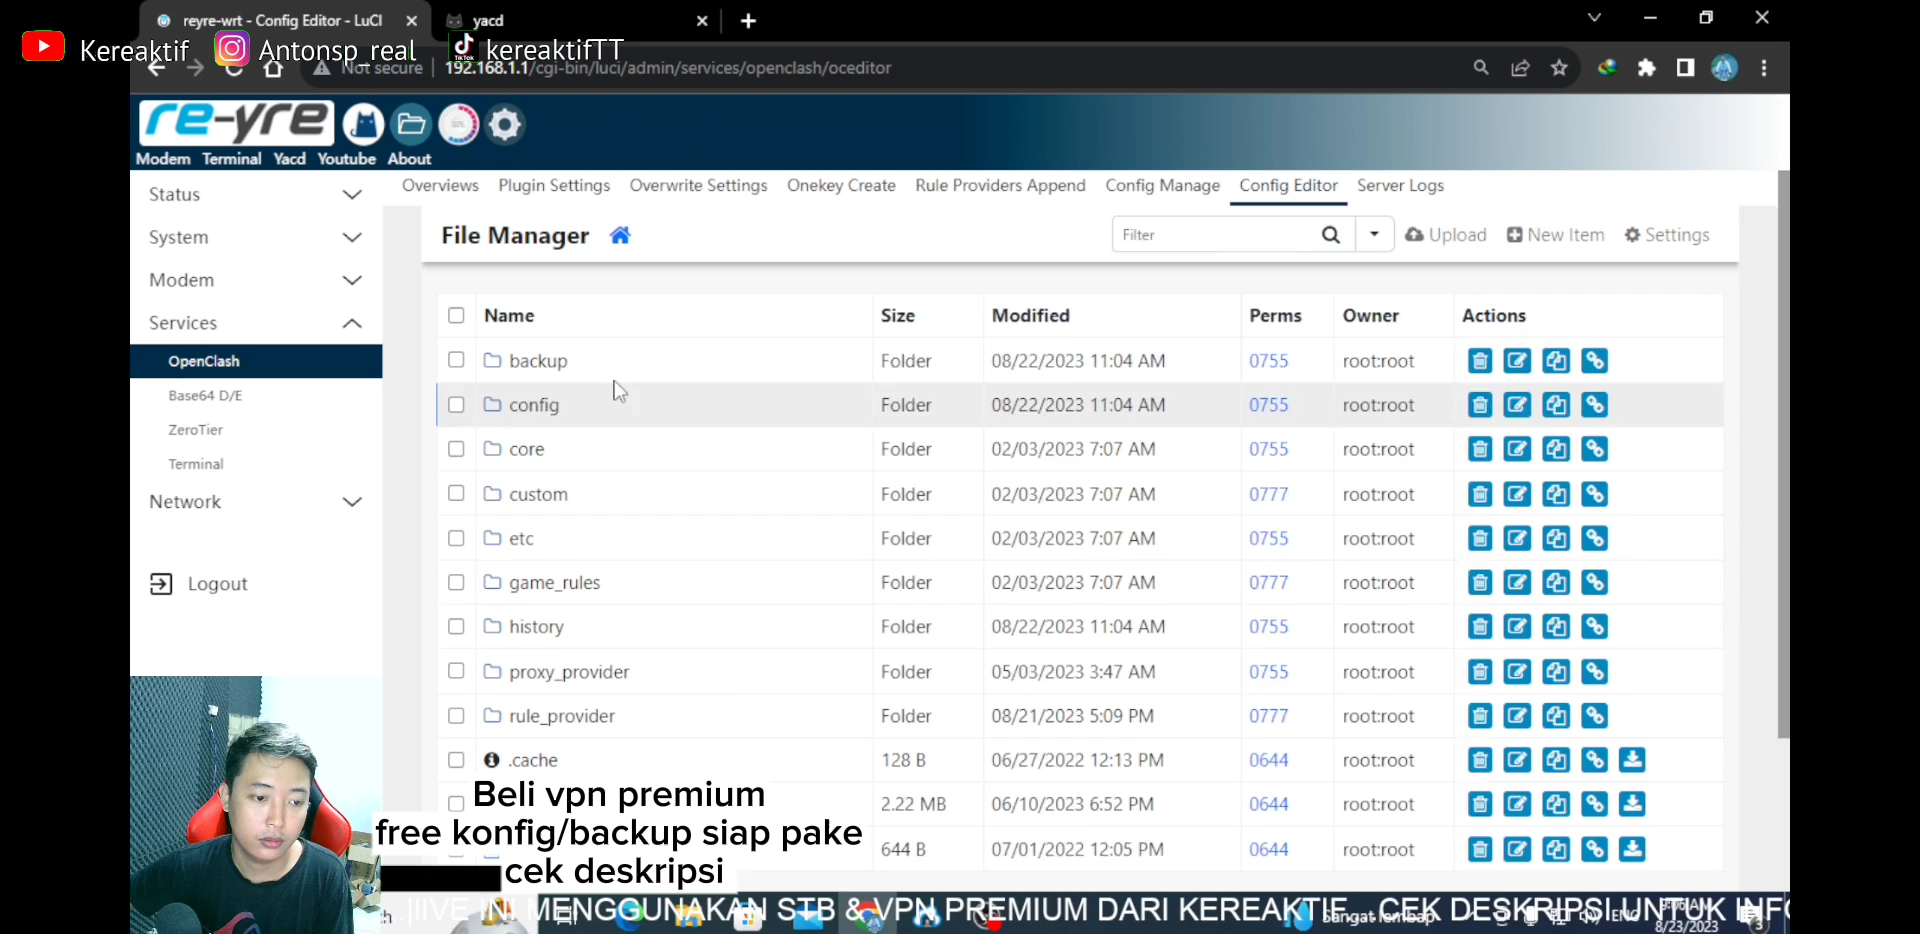 reyre-wrt - Config Editor - LuCI
yacd
Kereaktif
Antonsp_real
kereaktifTT
Not secure
192.168.1.1/cgi-bin/luci/admin/services/openclash/oceditor
re-yre
Modem Terminal Yacd Youtube About
Status
System
Modem
Services
OpenClash
Base64 D/E
ZeroTier
Terminal
Network
Logout
Overviews Plugin Settings Overwrite Settings Onekey Create Rule Providers Append Config Manage Config Editor Server Logs
File Manager
Filter
Upload New Item Settings
Name Size Modified Perms Owner Actions
backup Folder 08/22/2023 11:04 AM 0755 root:root
config Folder 08/22/2023 11:04 AM 0755 root:root
core Folder 02/03/2023 7:07 AM 0755 root:root
custom Folder 02/03/2023 7:07 AM 0777 root:root
etc Folder 02/03/2023 7:07 AM 0755 root:root
game_rules Folder 02/03/2023 7:07 AM 0777 root:root
history Folder 08/22/2023 11:04 AM 0755 root:root
proxy_provider Folder 05/03/2023 3:47 AM 0755 root:root
rule_provider Folder 08/21/2023 5:09 PM 0777 root:root
.cache 128 B 06/27/2022 12:13 PM 0644 root:root
2.22 MB 06/10/2023 6:52 PM 0644 root:root
644 B 07/01/2022 12:05 PM 0644 root:root
Beli vpn premium
free konfig/backup siap pake
cek deskripsi
INI MENGGUNAKAN STB & VPN PREMIUM DARI KEREAKTIF... CEK DESKRIPSI UNTUK
Sangat lembap
8/23/2023